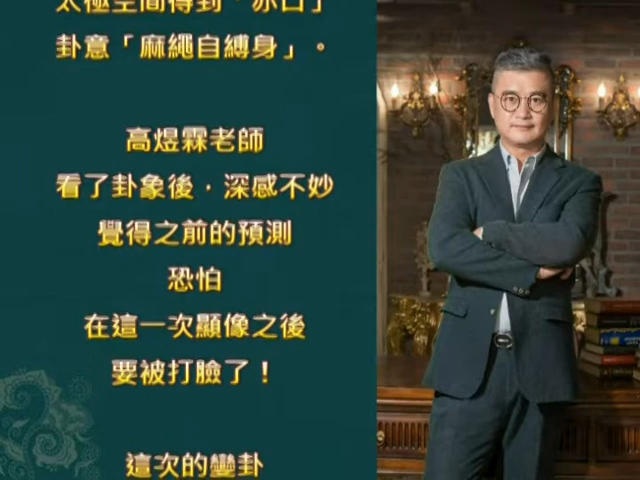 太極空間得到「赤口」
卦意「麻繩自縛身」。
高煜霖老師
看了卦象後，深感不妙
覺得之前的預測
恐怕
在這一次顯像之後
要被打臉了！
這次的變卦